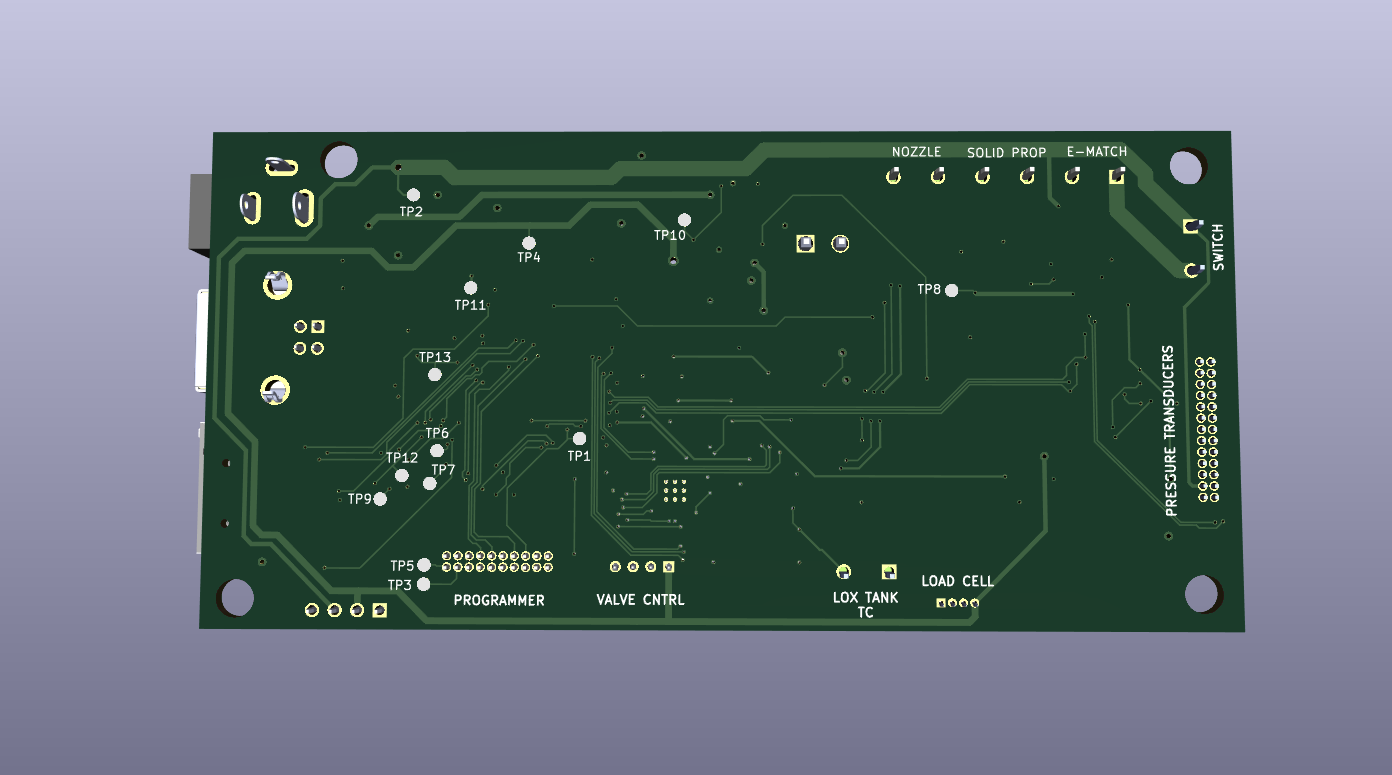 NOZZLE SOLID PROP E-MATCH
TP2
TP10
SWITCH
TP4
TP8
TP11
TP13
PRESSURE TRANSDUCERS
TP6
TP1
TP12
TP7
TP9
TP5
LOAD CELL
TP3
PROGRAMMER
VALVE CNTRL
LOX TANK
TC